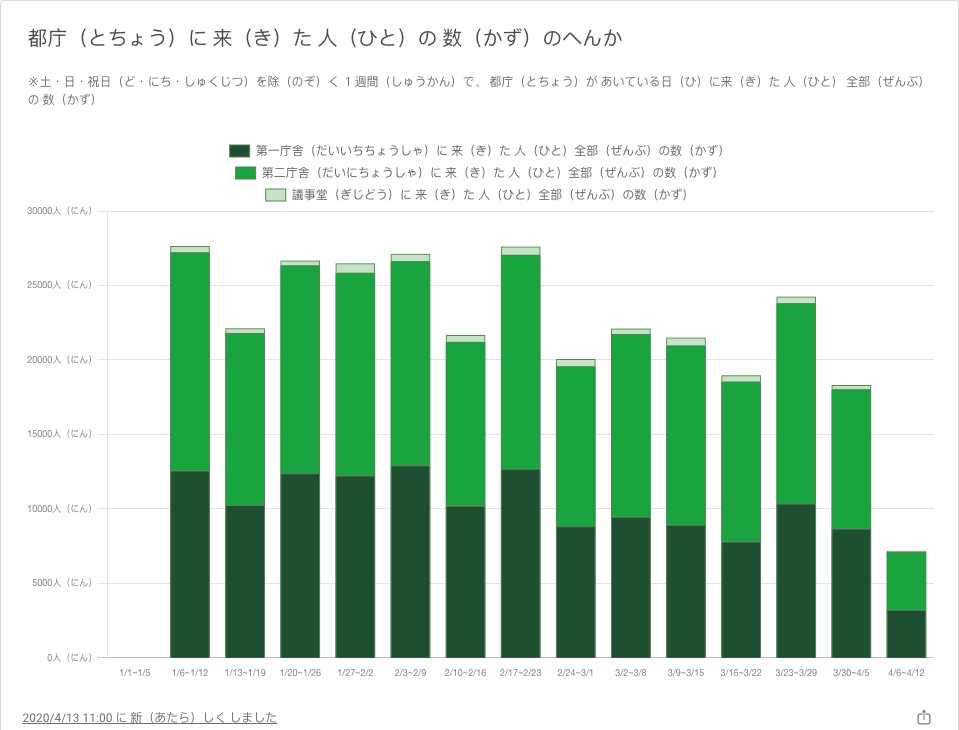 都庁（とちょう）に 来（き）た 人（ひと）の 数（かず）のへんか
※土・日・祝日（ど・にち・しゅくじつ）を除（のぞ）く 1 週間（しゅうかん）で、 都庁（とちょう）が あいている日（ひ）に来（き）た 人（ひと） 全部（ぜんぶ）
の 数（かず）
第一庁舎（だいいちちょうしゃ）に 来（き）た 人（ひと）全部（ぜんぶ）の数（かず）
第二庁舎（だいにちょうしゃ）に 来（き）た 人（ひと）全部（ぜんぶ）の数（かず）
議事堂（ぎじどう）に 来（き）た 人（ひと）全部（ぜんぶ）の数（かず）
30000人（にん）
25000人（にん）
20000人（にん）
15000人（にん）
10000人（にん）
5000人（にん）
0人（にん）
1/1~1/5 1/6~1/12 1/13~1/19 1/20~1/26 1/27~2/2 2/3~2/9 2/10~2/16 2/17~2/23 2/24~3/1 3/2~3/8 3/9~3/15 3/16~3/22 3/23~3/29 3/30~4/5 4/6~4/12
2020/4/13 11:00 に 新（あたら）しく しました